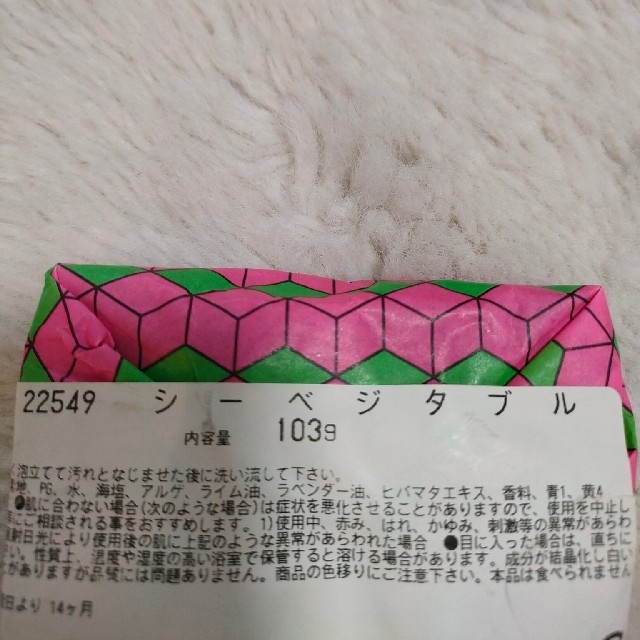 22549 シーベジタブル
内容量 103g
泡立てて汚れとなじませた後に洗い流して下さい。
地、PG、水、海塩、アルゲ、ライム油、ラベンダー油、ヒバマタエキス、香料、青1、黄4
●肌に合わない場合(次のような場合)は症状を悪化させることがありますので、使用を中止し
にご相談される事をおすすめします。1)使用中、赤み、はれ、かゆみ、刺激等の異常があらわ
射日光により使用後の肌に上記のような異常があらわれた場合 ●目に入った場合は、直ちに
い。性質上、温度や湿度の高い浴室で保管すると溶ける場合があります。成分が結晶化し白い
がありますが品質には問題ありません。商品の色移りにご注意下さい。本品は食べられません
日より 14ヶ月